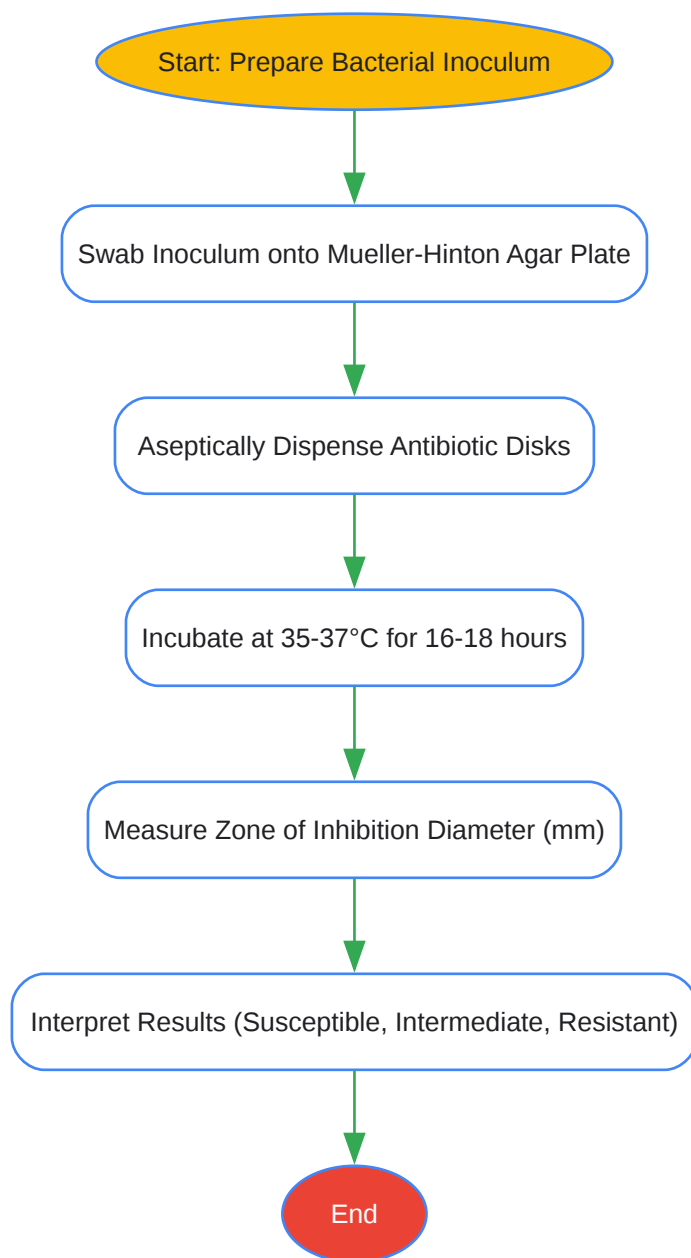 Start: Prepare Bacterial Inoculum
Swab Inoculum onto Mueller-Hinton Agar Plate
Aseptically Dispense Antibiotic Disks
Incubate at 35-37°C for 16-18 hours
Measure Zone of Inhibition Diameter (mm)
Interpret Results (Susceptible, Intermediate, Resistant)
End